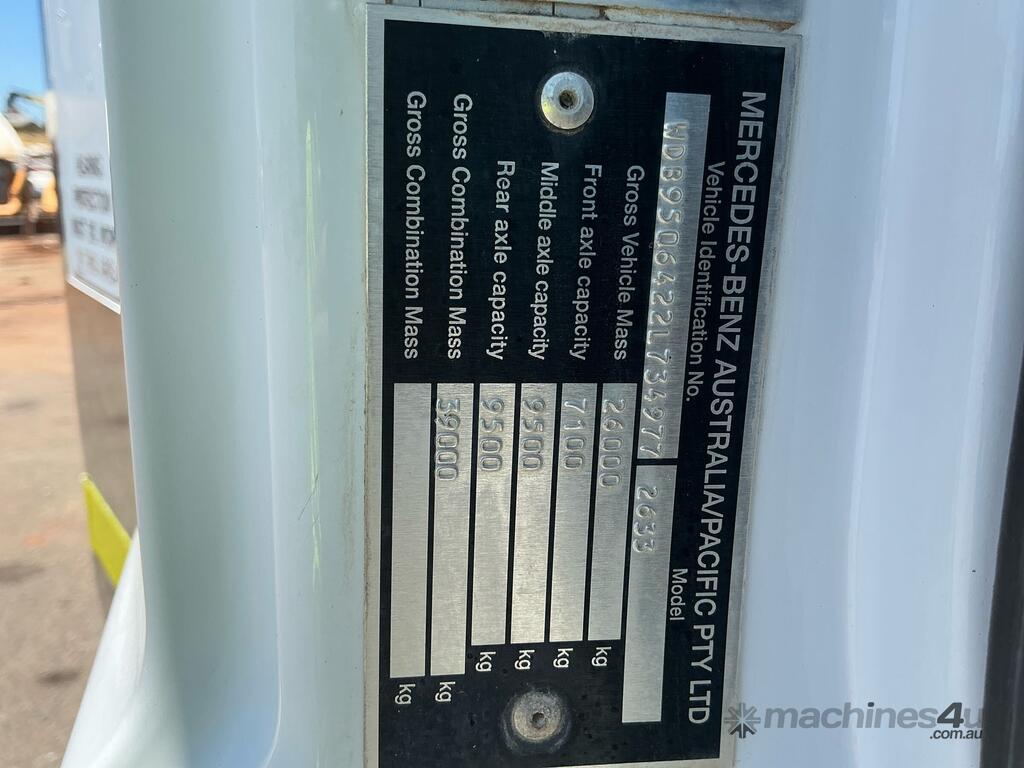 MERCEDES-BENZ AUSTRALIA/PACIFIC PTY LTD
Vehicle Identification No. Model
WDB9506422L734977 2633
Gross Vehicle Mass 26000 kg
Front axle capacity 7100 kg
Middle axle capacity 9500 kg
Rear axle capacity 9500 kg
Gross Combination Mass 39000 kg
Gross Combination Mass kg
machines4u
.com.au